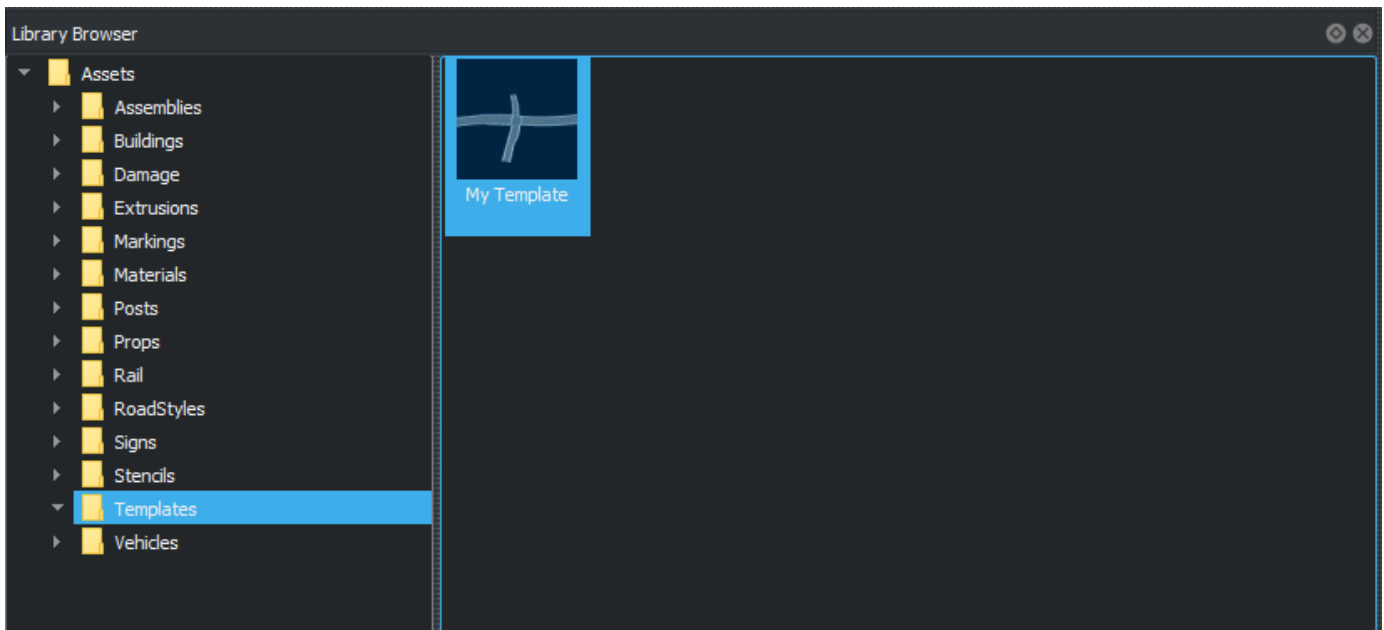 Library Browser
Assets
Assemblies
Buildings
Damage
Extrusions
Markings
Materials
Posts
Props
Rail
RoadStyles
Signs
Stencils
Templates
Vehicles
My Template